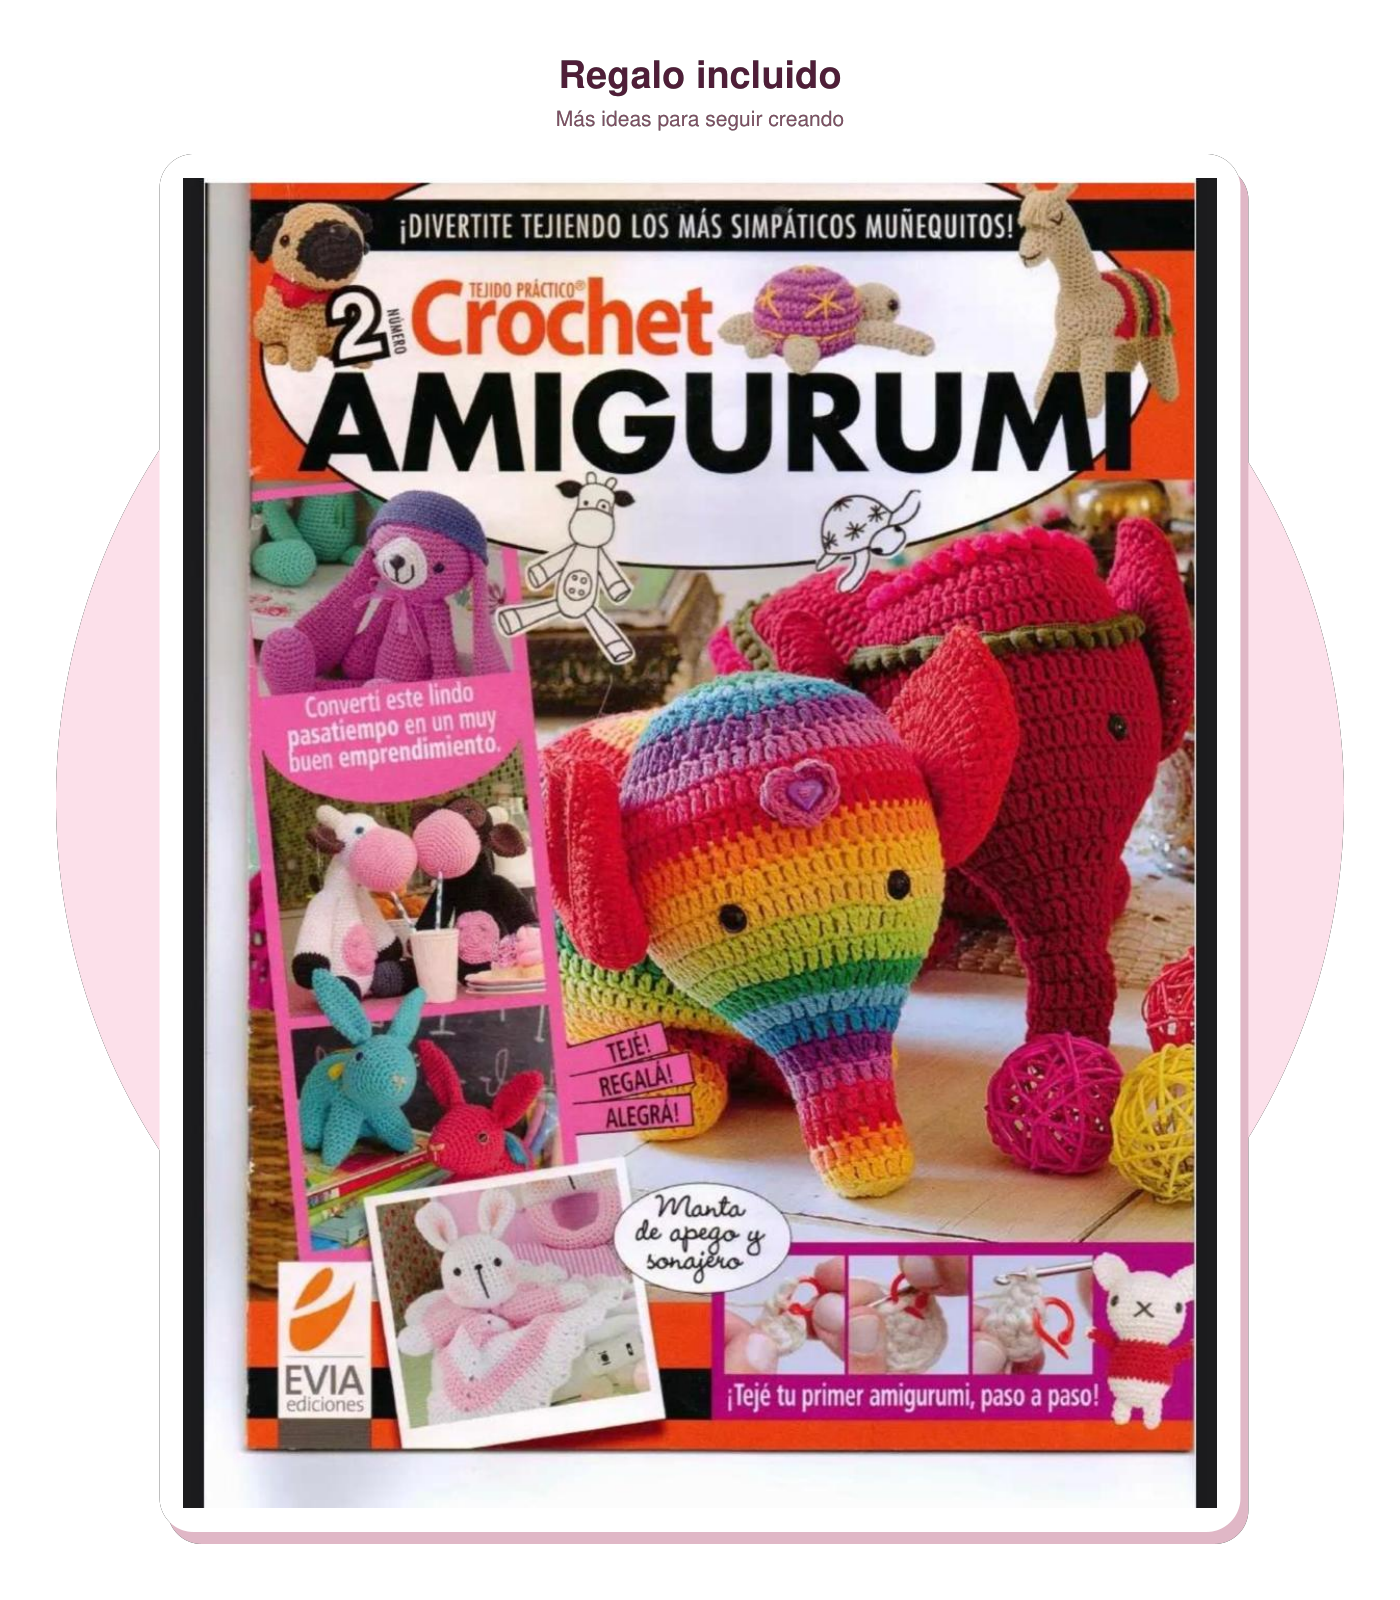 Regalo incluido
Más ideas para seguir creando
¡DIVERTITE TEJIENDO LOS MÁS SIMPÁTICOS MUÑEQUITOS!
2
NÚMERO
TEJIDO PRÁCTICO®
Crochet
AMIGURUMI
Convertí este lindo
pasatiempo en un muy
buen emprendimiento.
TEJÉ!
REGALÁ!
ALEGRÁ!
Manta
de apego y
sonajero
EVIA
ediciones
¡Tejé tu primer amigurumi, paso a paso!